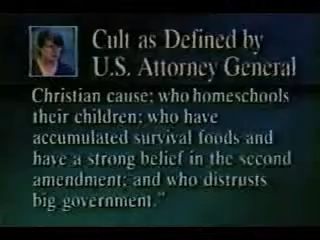 Cult as Defined by
U.S. Attorney General
Christian cause; who homeschools
their children; who have
accumulated survival foods and
have a strong belief in the second
amendment; and who distrusts
big government."